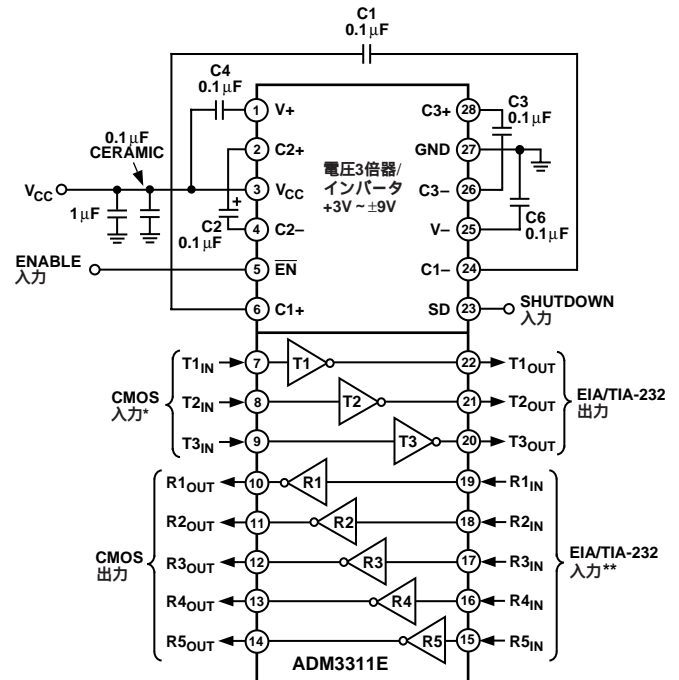 C1
0.1µF
C4
0.1µF
1 V+
C3+ 28
C3
0.1µF
0.1µF
CERAMIC
2 C2+
GND 27
電圧3倍器/
インバータ
+3V ~ ±9V
VCC
3 VCC
C3– 26
1µF
+
C2
0.1µF
4 C2–
V– 25
C6
0.1µF
ENABLE
入力
5 EN
C1– 24
6 C1+
SD 23
SHUTDOWN
入力
CMOS
入力*
T1IN 7 T1 22 T1OUT
T2IN 8 T2 21 T2OUT
T3IN 9 T3 20 T3OUT
EIA/TIA-232
出力
R1OUT 10 R1 19 R1IN
R2OUT 11 R2 18 R2IN
CMOS
出力
R3OUT 12 R3 17 R3IN
EIA/TIA-232
入力**
R4OUT 13 R4 16 R4IN
R5OUT 14 R5 15 R5IN
ADM3311E